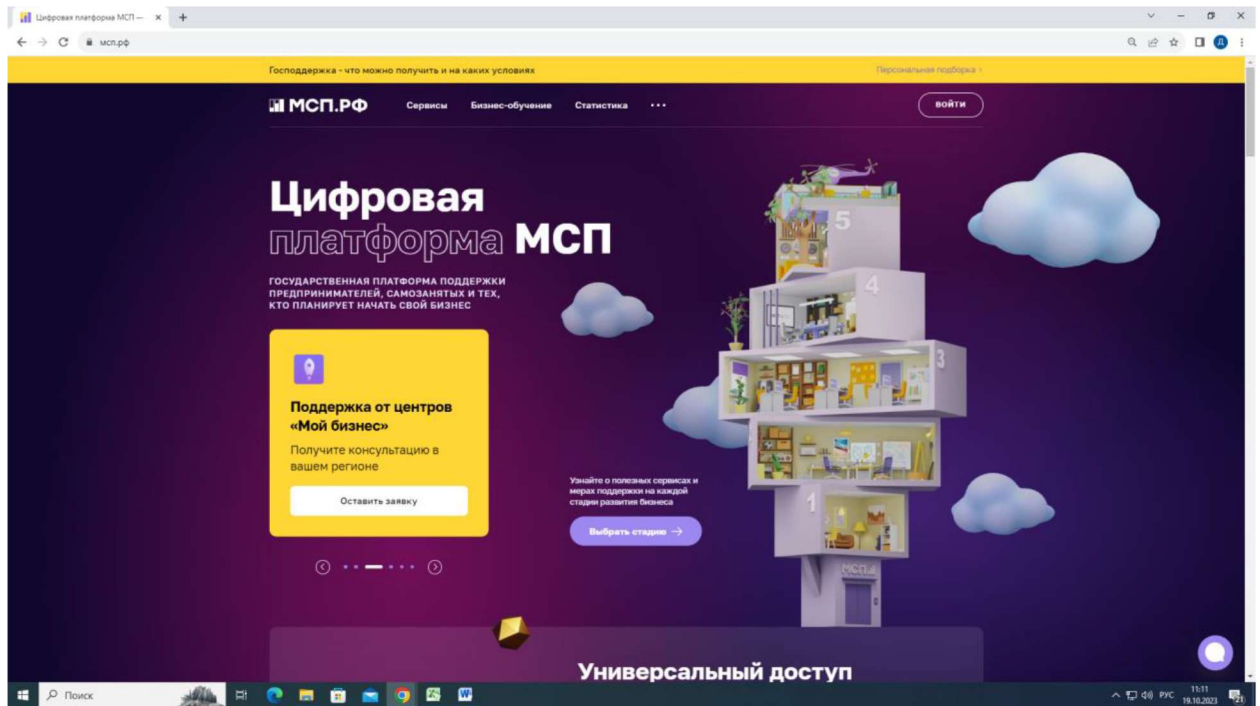 Цифровая платформа МСП —
мсп.рф
Д
Господдержка - что можно получить и на каких условиях
Персональная подборка ›
МСП.РФ
Сервисы
Бизнес-обучение
Статистика
ВОЙТИ
Цифровая
платформа МСП
ГОСУДАРСТВЕННАЯ ПЛАТФОРМА ПОДДЕРЖКИ
ПРЕДПРИНИМАТЕЛЕЙ, САМОЗАНЯТЫХ И ТЕХ,
КТО ПЛАНИРУЕТ НАЧАТЬ СВОЙ БИЗНЕС
Поддержка от центров
«Мой бизнес»
Получите консультацию в
вашем регионе
Оставить заявку
5
4
3
1
МСП
Узнайте о полезных сервисах и
мерах поддержки на каждой
стадии развития бизнеса
Выбрать стадию →
Универсальный доступ
Поиск
РУС
11:11
19.10.2023
21